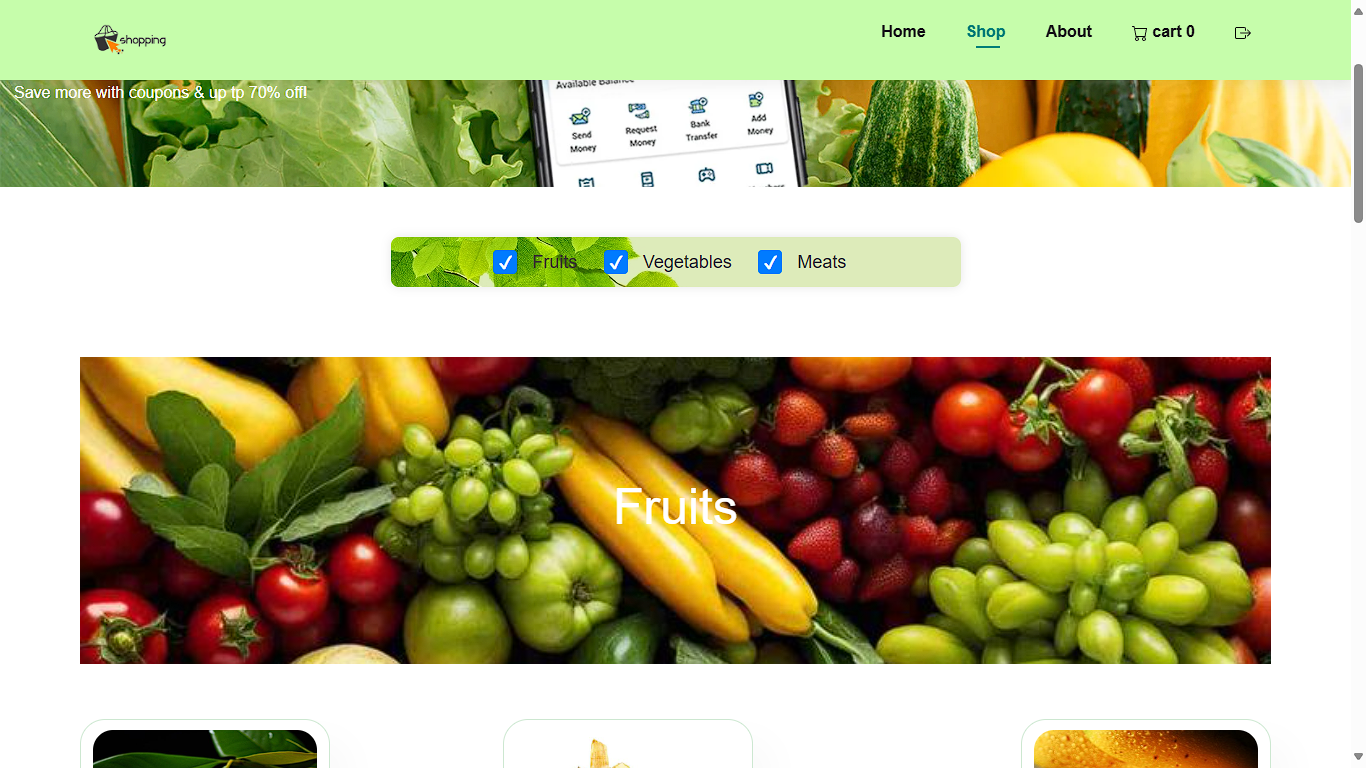 shopping
Home
Shop
About
cart 0
Save more with coupons & up tp 70% off!
Available Balance
Send Money
Request Money
Bank Transfer
Add Money
Fruits
Vegetables
Meats
Fruits